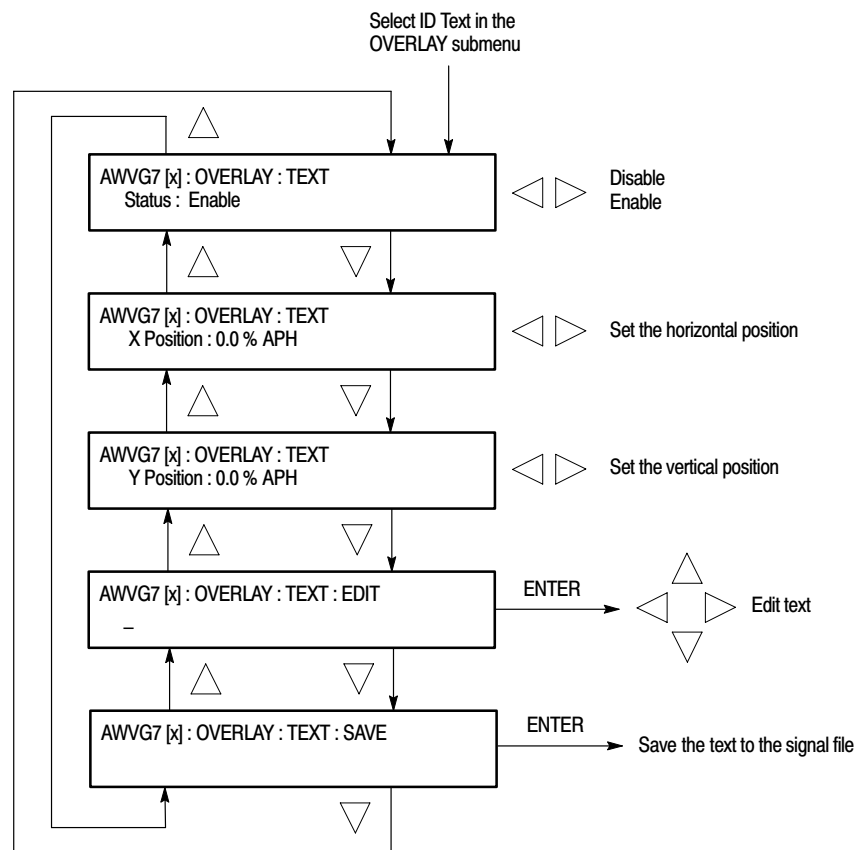 Select ID Text in the
OVERLAY submenu
AWVG7 [x] : OVERLAY : TEXT
Status : Enable
Disable
Enable
AWVG7 [x] : OVERLAY : TEXT
X Position : 0.0 % APH
Set the horizontal position
AWVG7 [x] : OVERLAY : TEXT
Y Position : 0.0 % APH
Set the vertical position
AWVG7 [x] : OVERLAY : TEXT : EDIT
_
ENTER
Edit text
AWVG7 [x] : OVERLAY : TEXT : SAVE
ENTER
Save the text to the signal file